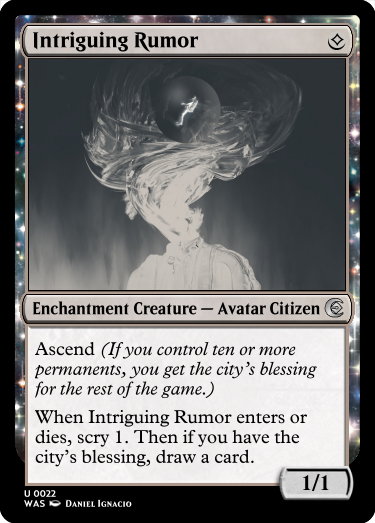 Intriguing Rumor
Enchantment Creature — Avatar Citizen
Ascend (If you control ten or more
permanents, you get the city's blessing
for the rest of the game.)
When Intriguing Rumor enters or
dies, scry 1. Then if you have the
city's blessing, draw a card.
1/1
U 0022
WAS Daniel Ignacio